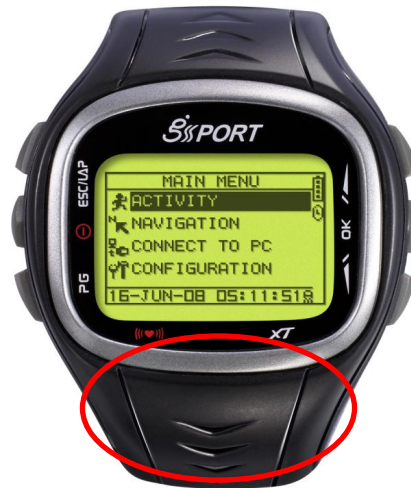 SPORT
MAIN MENU
ACTIVITY
NAVIGATION
CONNECT TO PC
CONFIGURATION
16-JUN-08 05:11:51
ESC/LAP
PG
OK
XT